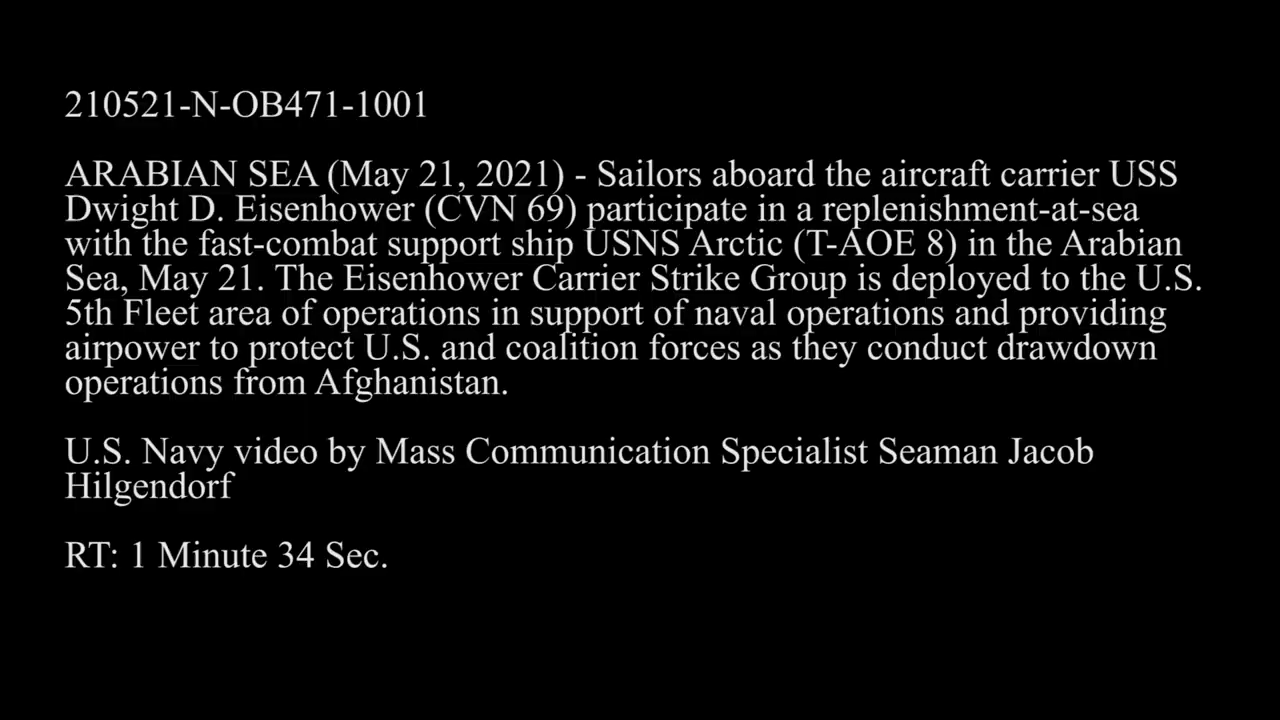 210521-N-OB471-1001
ARABIAN SEA (May 21, 2021) - Sailors aboard the aircraft carrier USS
Dwight D. Eisenhower (CVN 69) participate in a replenishment-at-sea
with the fast-combat support ship USNS Arctic (T-AOE 8) in the Arabian
Sea, May 21. The Eisenhower Carrier Strike Group is deployed to the U.S.
5th Fleet area of operations in support of naval operations and providing
airpower to protect U.S. and coalition forces as they conduct drawdown
operations from Afghanistan.
U.S. Navy video by Mass Communication Specialist Seaman Jacob
Hilgendorf
RT: 1 Minute 34 Sec.